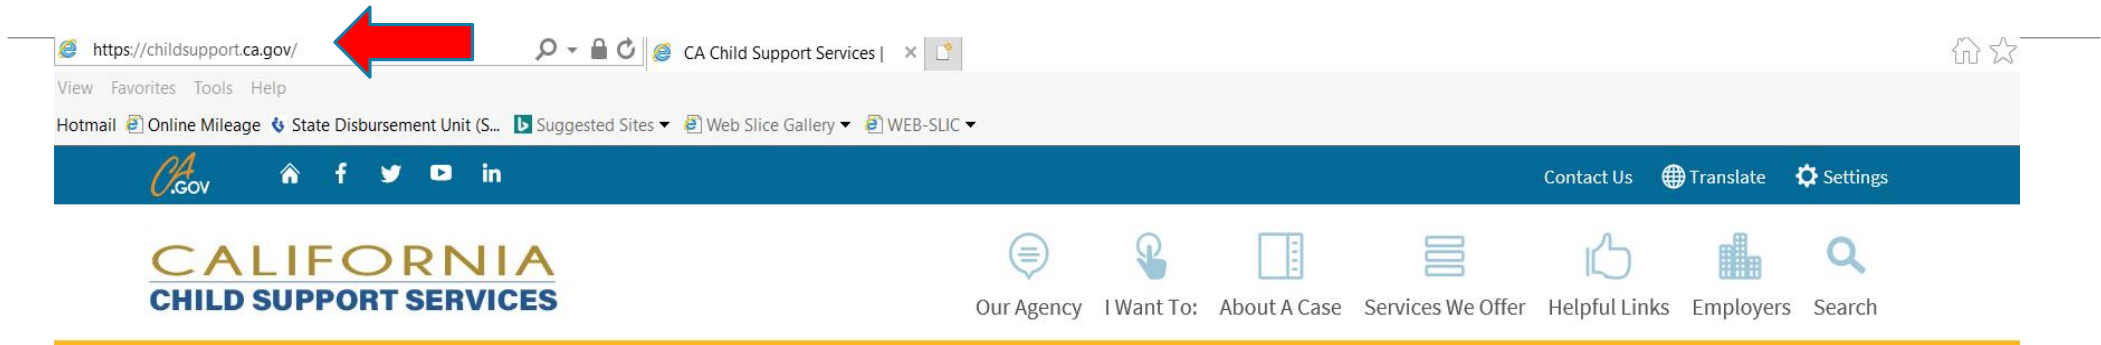 https://childsupport.ca.gov/ CA Child Support Services |
View Favorites Tools Help
Hotmail Online Mileage State Disbursement Unit (S... Suggested Sites Web Slice Gallery WEB-SLIC
CA.GOV f in Contact Us Translate Settings
CALIFORNIA
CHILD SUPPORT SERVICES
Our Agency I Want To: About A Case Services We Offer Helpful Links Employers Search